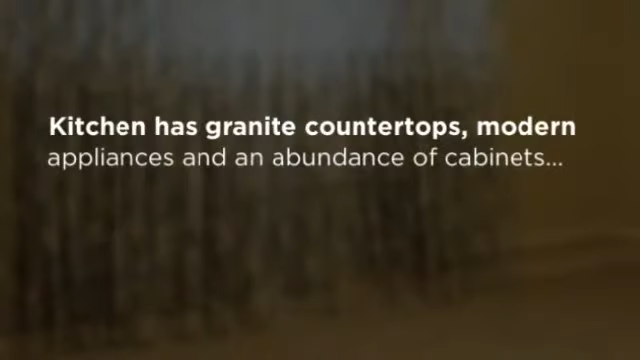 Kitchen has granite countertops, modern
appliances and an abundance of cabinets...